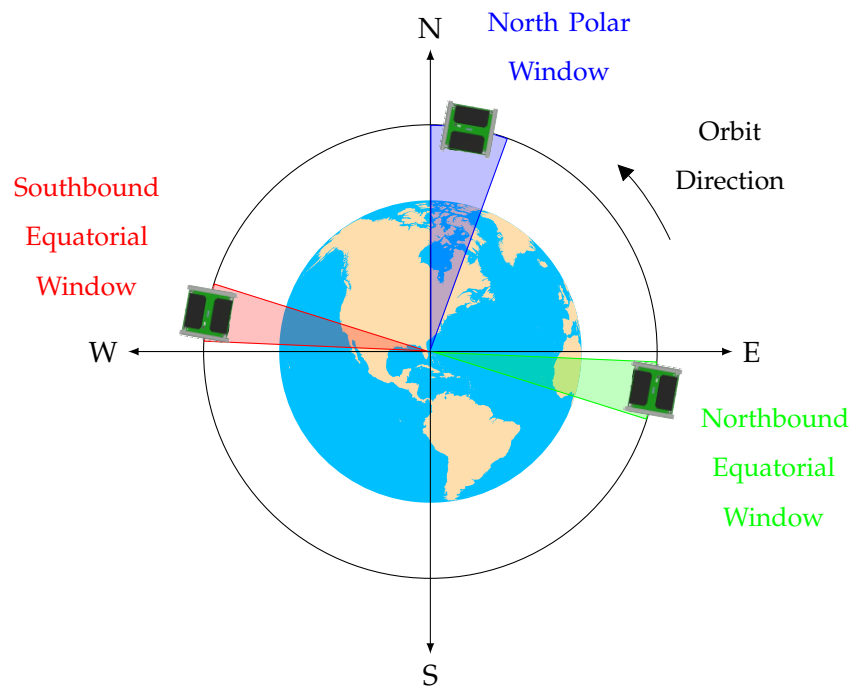 N
North Polar
Window
Orbit
Direction
Southbound
Equatorial
Window
W
E
Northbound
Equatorial
Window
S